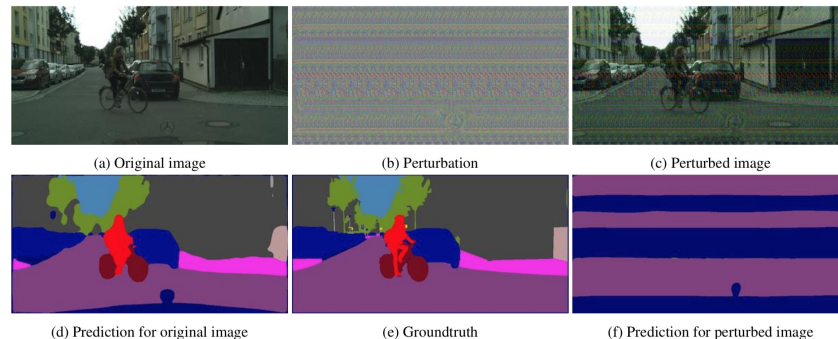 (a) Original image
(b) Perturbation
(c) Perturbed image
(d) Prediction for original image
(e) Groundtruth
(f) Prediction for perturbed image